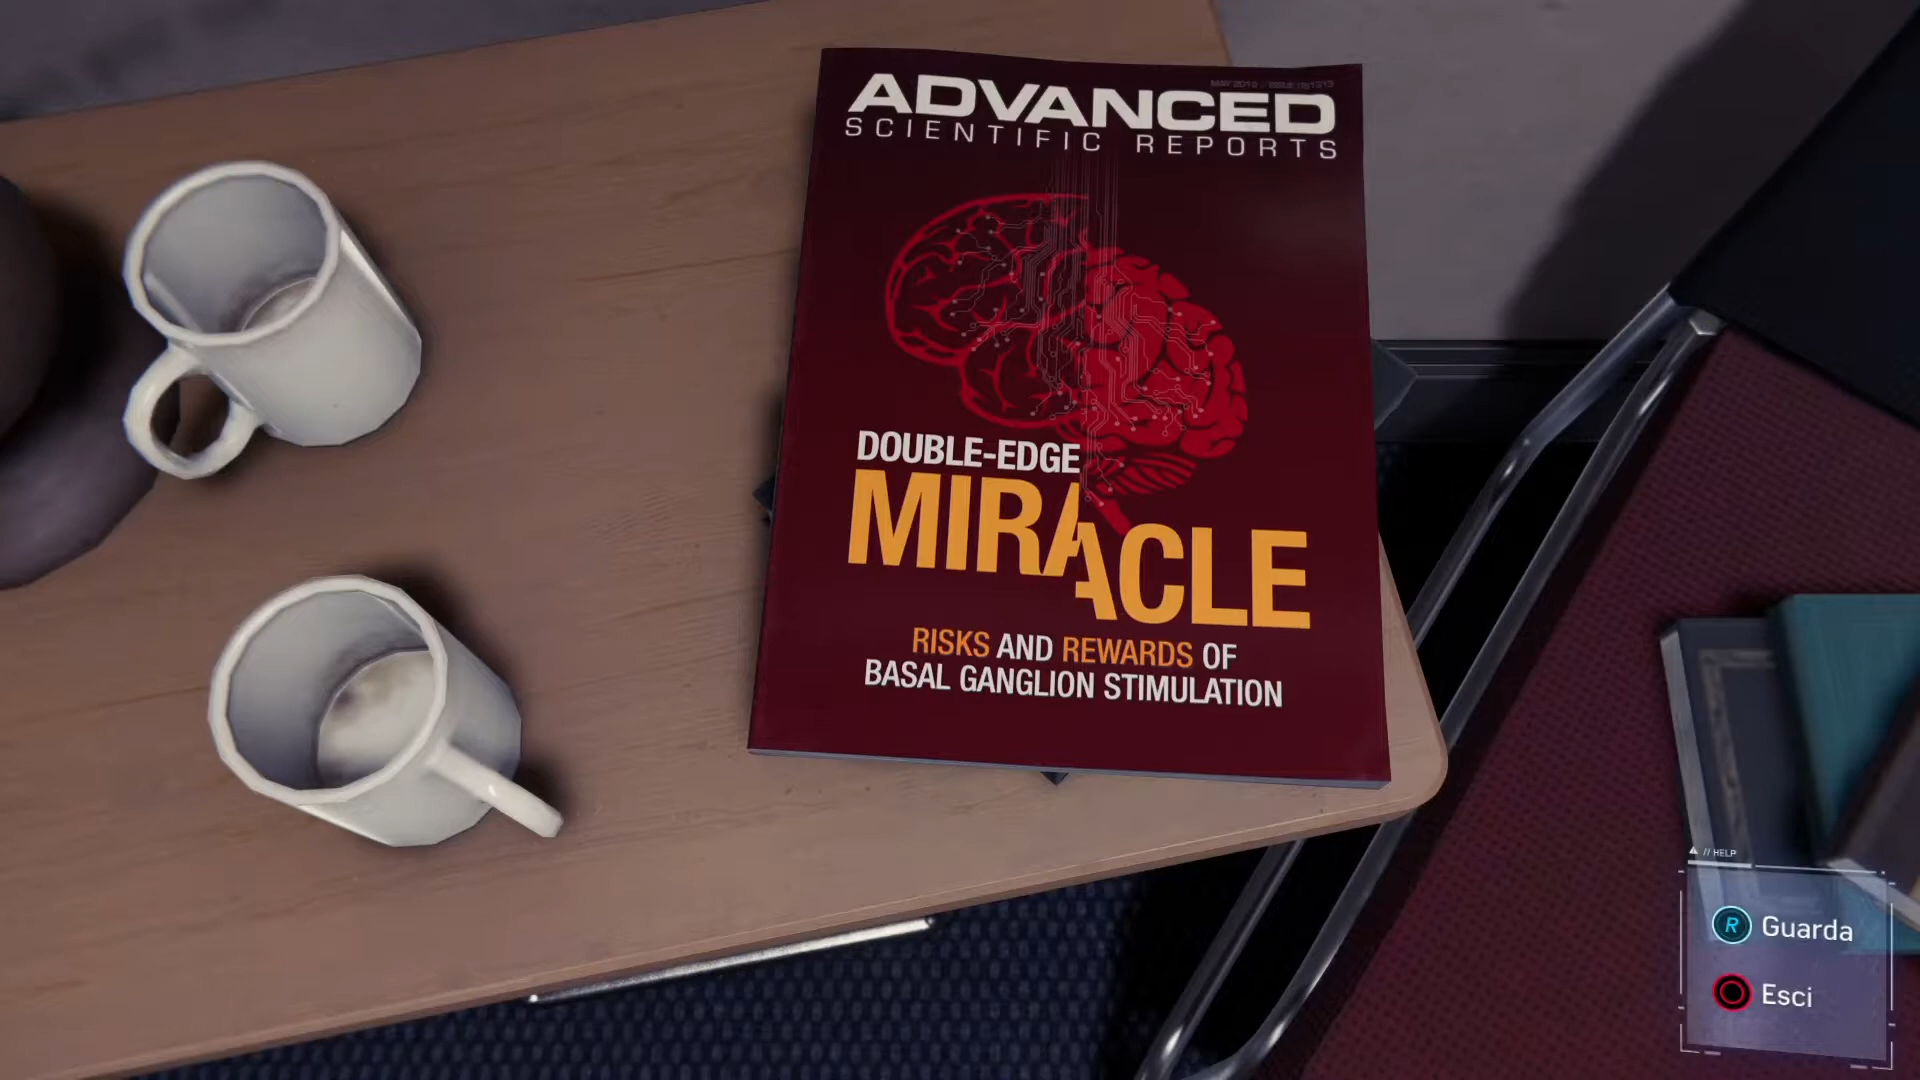 ADVANCED
SCIENTIFIC REPORTS
DOUBLE-EDGE
MIRACLE
RISKS AND REWARDS OF
BASAL GANGLION STIMULATION
// HELP
R Guarda
Esci